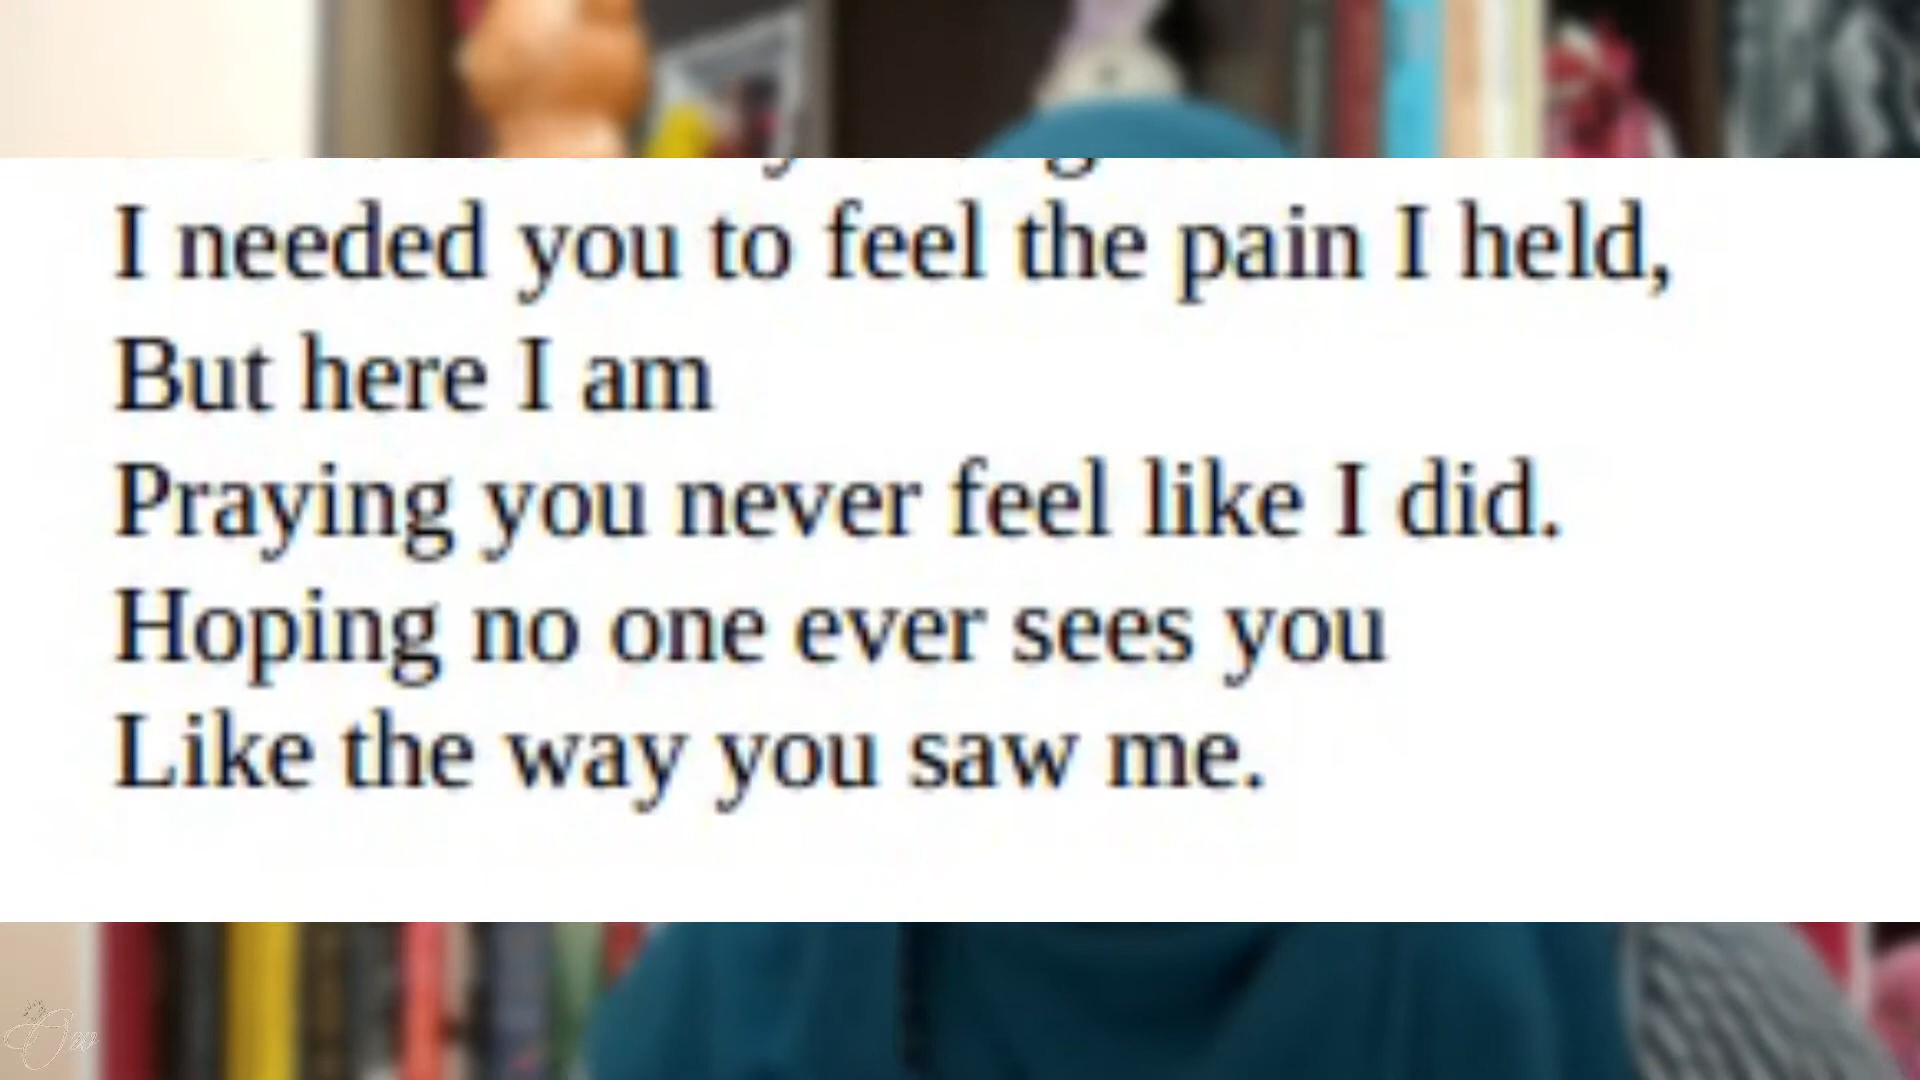 I needed you to feel the pain I held,
But here I am
Praying you never feel like I did.
Hoping no one ever sees you
Like the way you saw me.